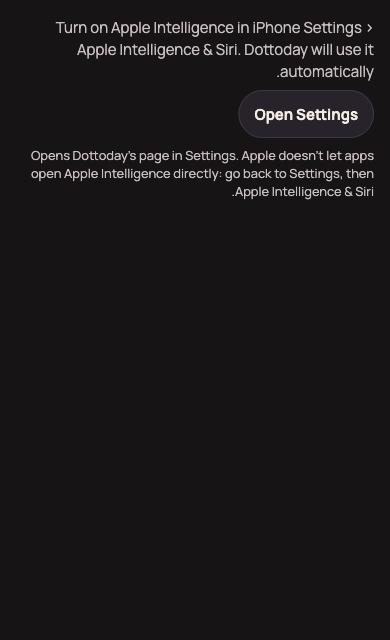 Turn on Apple Intelligence in iPhone Settings >
Apple Intelligence & Siri. Dottoday will use it
automatically.
Open Settings
Opens Dottoday's page in Settings. Apple doesn't let apps
open Apple Intelligence directly: go back to Settings, then
Apple Intelligence & Siri.